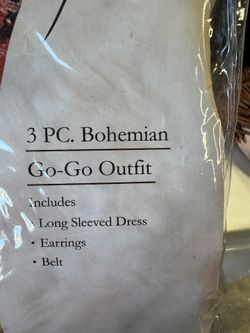 3 PC. Bohemian
Go-Go Outfit
Includes
· Long Sleeved Dress
· Earrings
· Belt